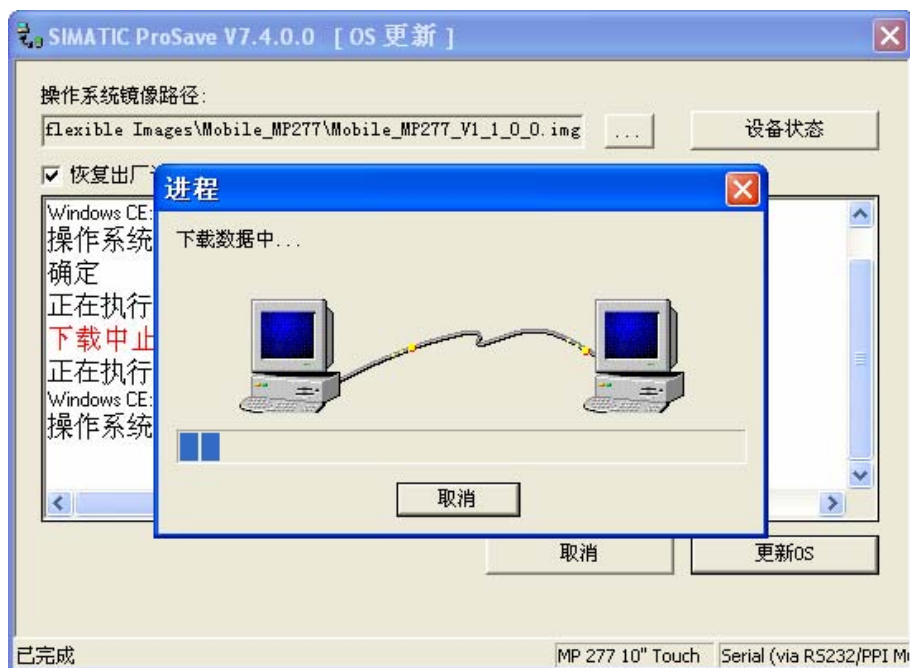 SIMATIC ProSave V7.4.0.0 [ OS 更新 ]
操作系统镜像路径:
flexible Images\Mobile_MP277\Mobile_MP277_V1_1_0_0.img
...
设备状态
恢复出厂
进程
Windows CE:
操作系统
确定
正在执行
下载中止
正在执行
Windows CE:
操作系统
下载数据中...
取消
取消
更新OS
已完成
MP 277 10" Touch
Serial (via RS232/PPI M